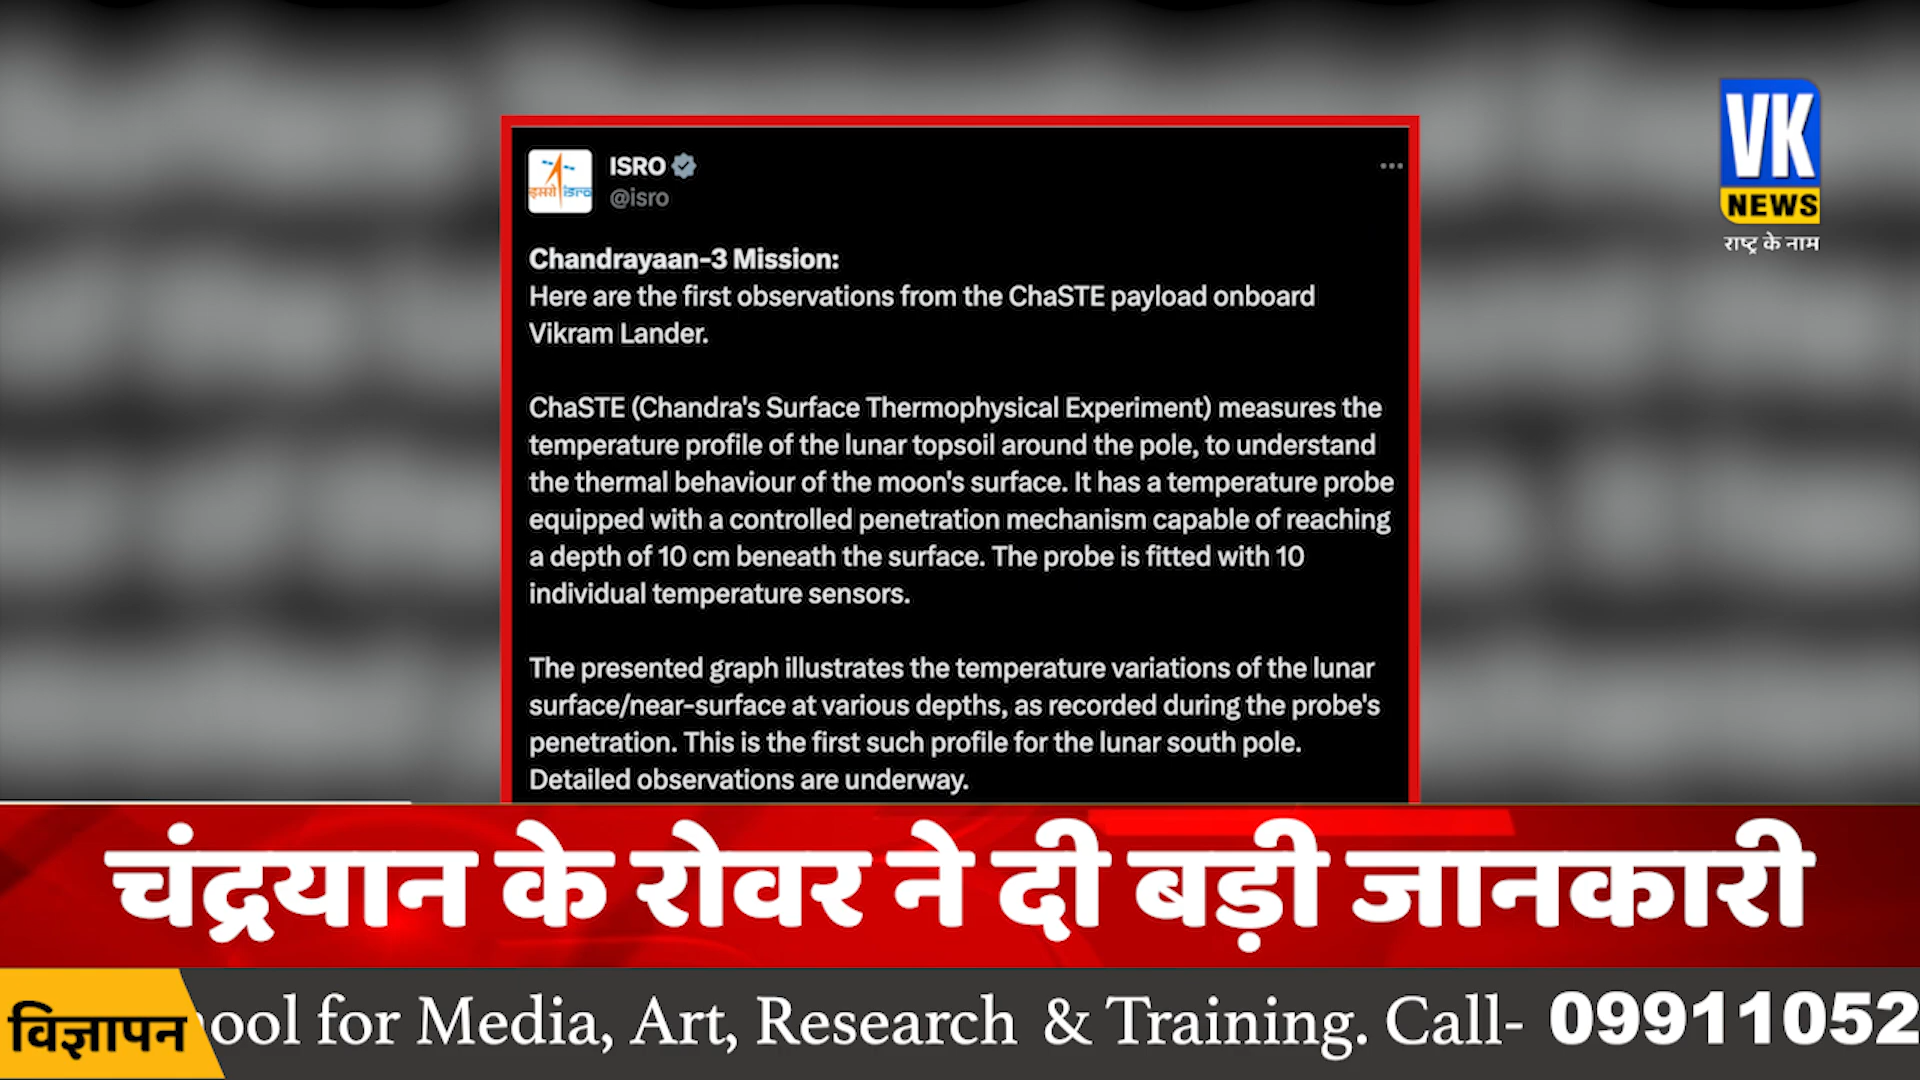 VK
NEWS
राष्ट्र के नाम
इसरो isro
ISRO
@isro
Chandrayaan-3 Mission:
Here are the first observations from the ChaSTE payload onboard
Vikram Lander.
ChaSTE (Chandra's Surface Thermophysical Experiment) measures the
temperature profile of the lunar topsoil around the pole, to understand
the thermal behaviour of the moon's surface. It has a temperature probe
equipped with a controlled penetration mechanism capable of reaching
a depth of 10 cm beneath the surface. The probe is fitted with 10
individual temperature sensors.
The presented graph illustrates the temperature variations of the lunar
surface/near-surface at various depths, as recorded during the probe's
penetration. This is the first such profile for the lunar south pole.
Detailed observations are underway.
चंद्रयान के रोवर ने दी बड़ी जानकारी
विज्ञापन ool for Media, Art, Research & Training. Call- 09911052